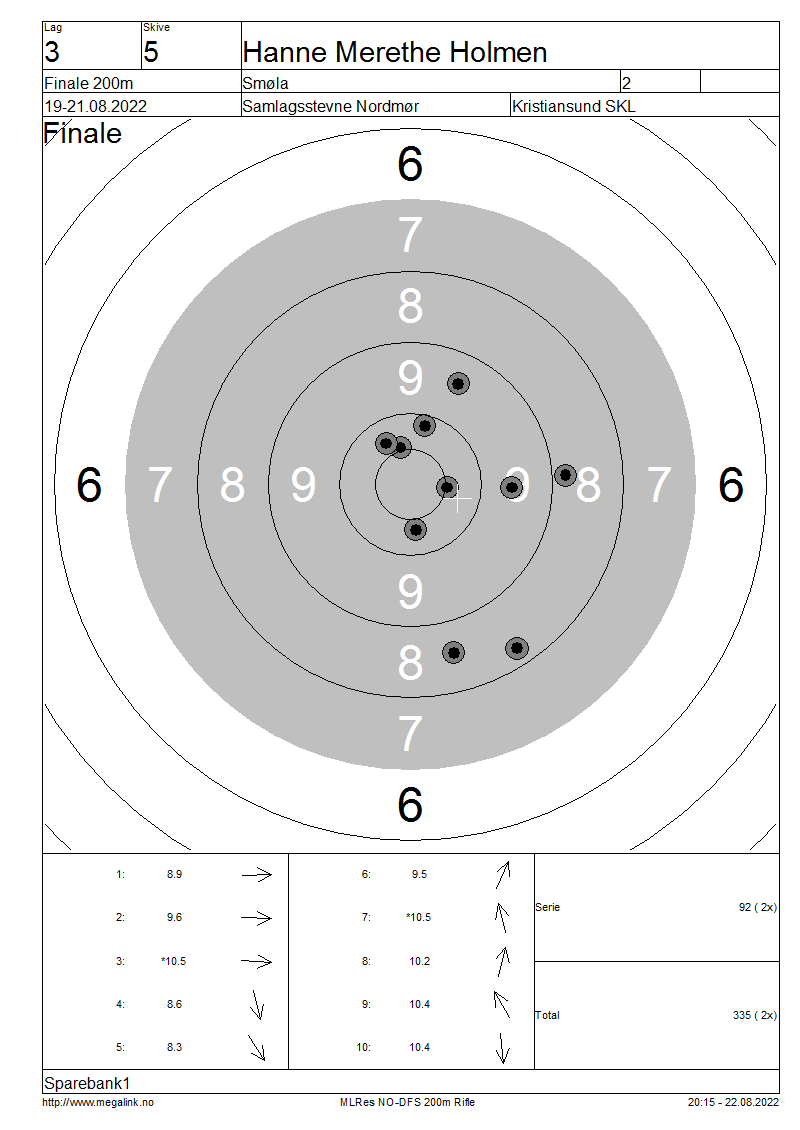 Lag
Skive
3
5
Hanne Merethe Holmen
Finale 200m
Smøla
2
19-21.08.2022
Samlagsstevne Nordmør
Kristiansund SKL
Finale
6
7
8
9
6 7 8 9 9 8 7 6
9
8
7
6
1: 8.9
2: 9.6
3: *10.5
4: 8.6
5: 8.3
6: 9.5
7: *10.5
8: 10.2
9: 10.4
10: 10.4
Serie 92 ( 2x)
Total 335 ( 2x)
Sparebank1
http://www.megalink.no
MLRes NO-DFS 200m Rifle
20:15 - 22.08.2022